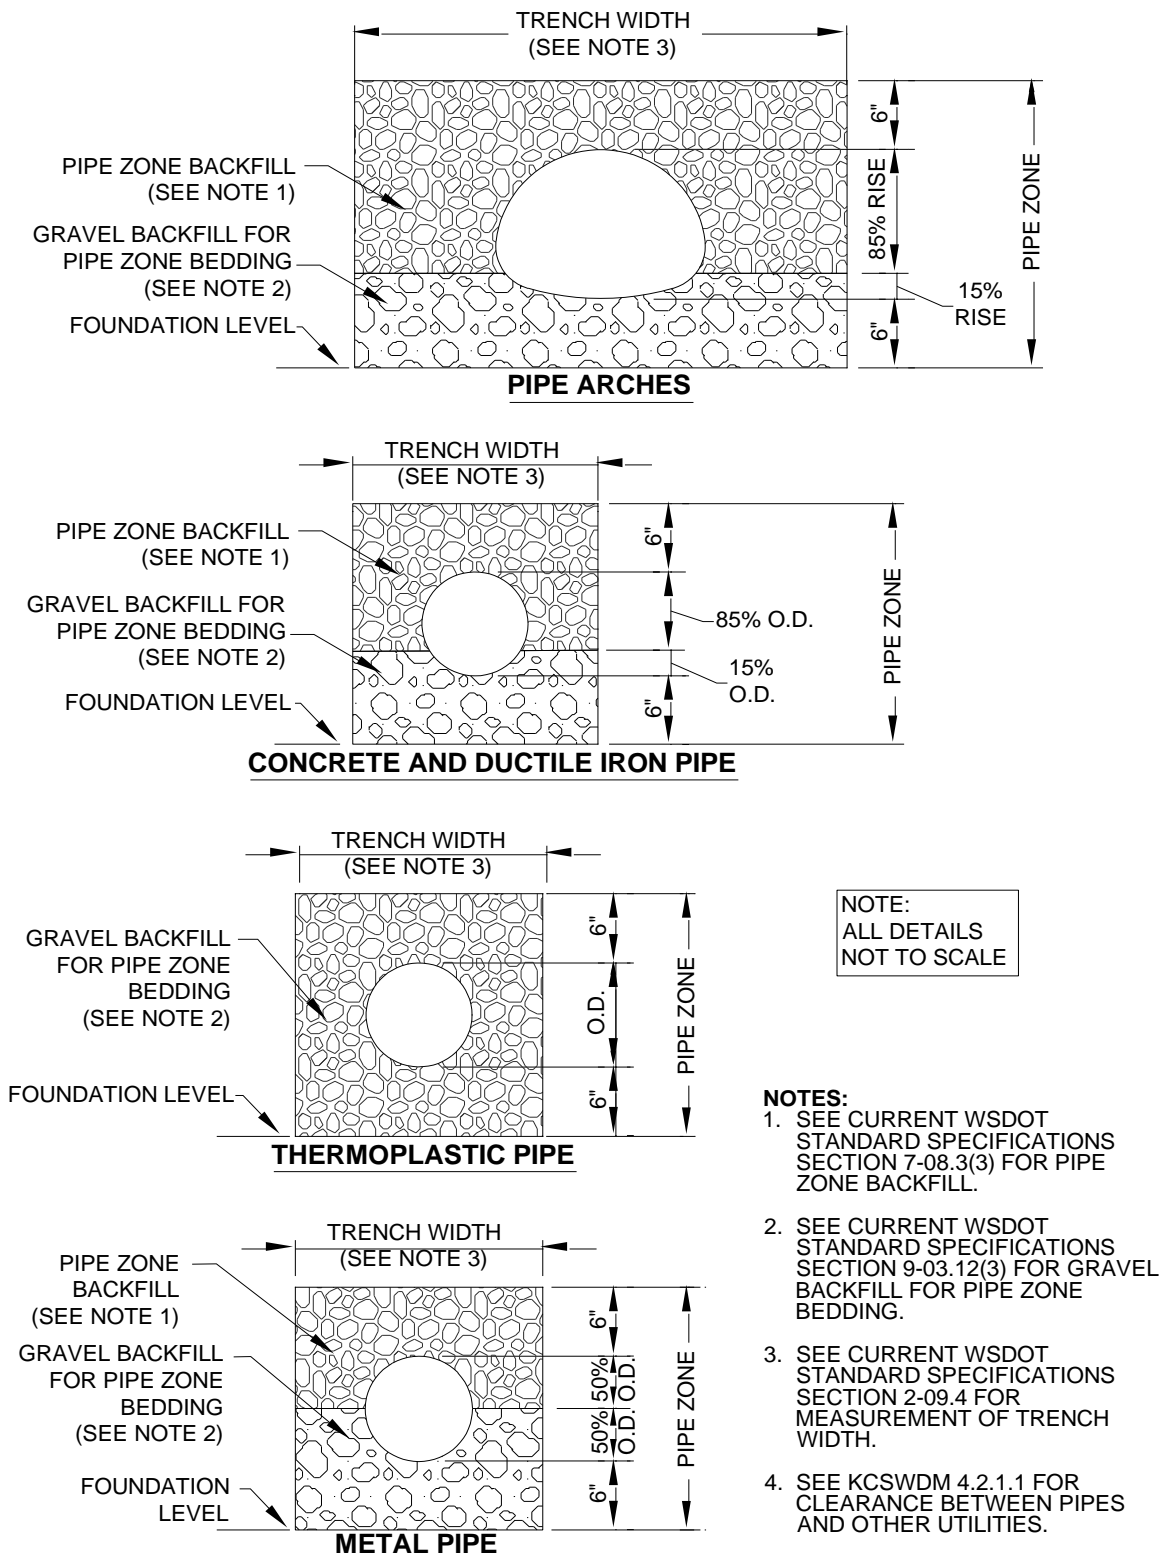 TRENCH WIDTH
(SEE NOTE 3)
PIPE ZONE BACKFILL
(SEE NOTE 1)
GRAVEL BACKFILL FOR
PIPE ZONE BEDDING
(SEE NOTE 2)
FOUNDATION LEVEL
6"
85% RISE
15%
RISE
6"
PIPE ZONE
PIPE ARCHES
TRENCH WIDTH
(SEE NOTE 3)
PIPE ZONE BACKFILL
(SEE NOTE 1)
GRAVEL BACKFILL FOR
PIPE ZONE BEDDING
(SEE NOTE 2)
FOUNDATION LEVEL
6"
85% O.D.
15%
O.D.
6"
PIPE ZONE
CONCRETE AND DUCTILE IRON PIPE
TRENCH WIDTH
(SEE NOTE 3)
GRAVEL BACKFILL
FOR PIPE ZONE
BEDDING
(SEE NOTE 2)
FOUNDATION LEVEL
6"
O.D.
6"
PIPE ZONE
THERMOPLASTIC PIPE
NOTE:
ALL DETAILS
NOT TO SCALE
TRENCH WIDTH
(SEE NOTE 3)
PIPE ZONE
BACKFILL
(SEE NOTE 1)
GRAVEL BACKFILL
FOR PIPE ZONE
BEDDING
(SEE NOTE 2)
FOUNDATION
LEVEL
6"
50%
O.D.
50%
O.D.
6"
PIPE ZONE
METAL PIPE
NOTES:
1. SEE CURRENT WSDOT
STANDARD SPECIFICATIONS
SECTION 7-08.3(3) FOR PIPE
ZONE BACKFILL.
2. SEE CURRENT WSDOT
STANDARD SPECIFICATIONS
SECTION 9-03.12(3) FOR GRAVEL
BACKFILL FOR PIPE ZONE
BEDDING.
3. SEE CURRENT WSDOT
STANDARD SPECIFICATIONS
SECTION 2-09.4 FOR
MEASUREMENT OF TRENCH
WIDTH.
4. SEE KCSWDM 4.2.1.1 FOR
CLEARANCE BETWEEN PIPES
AND OTHER UTILITIES.